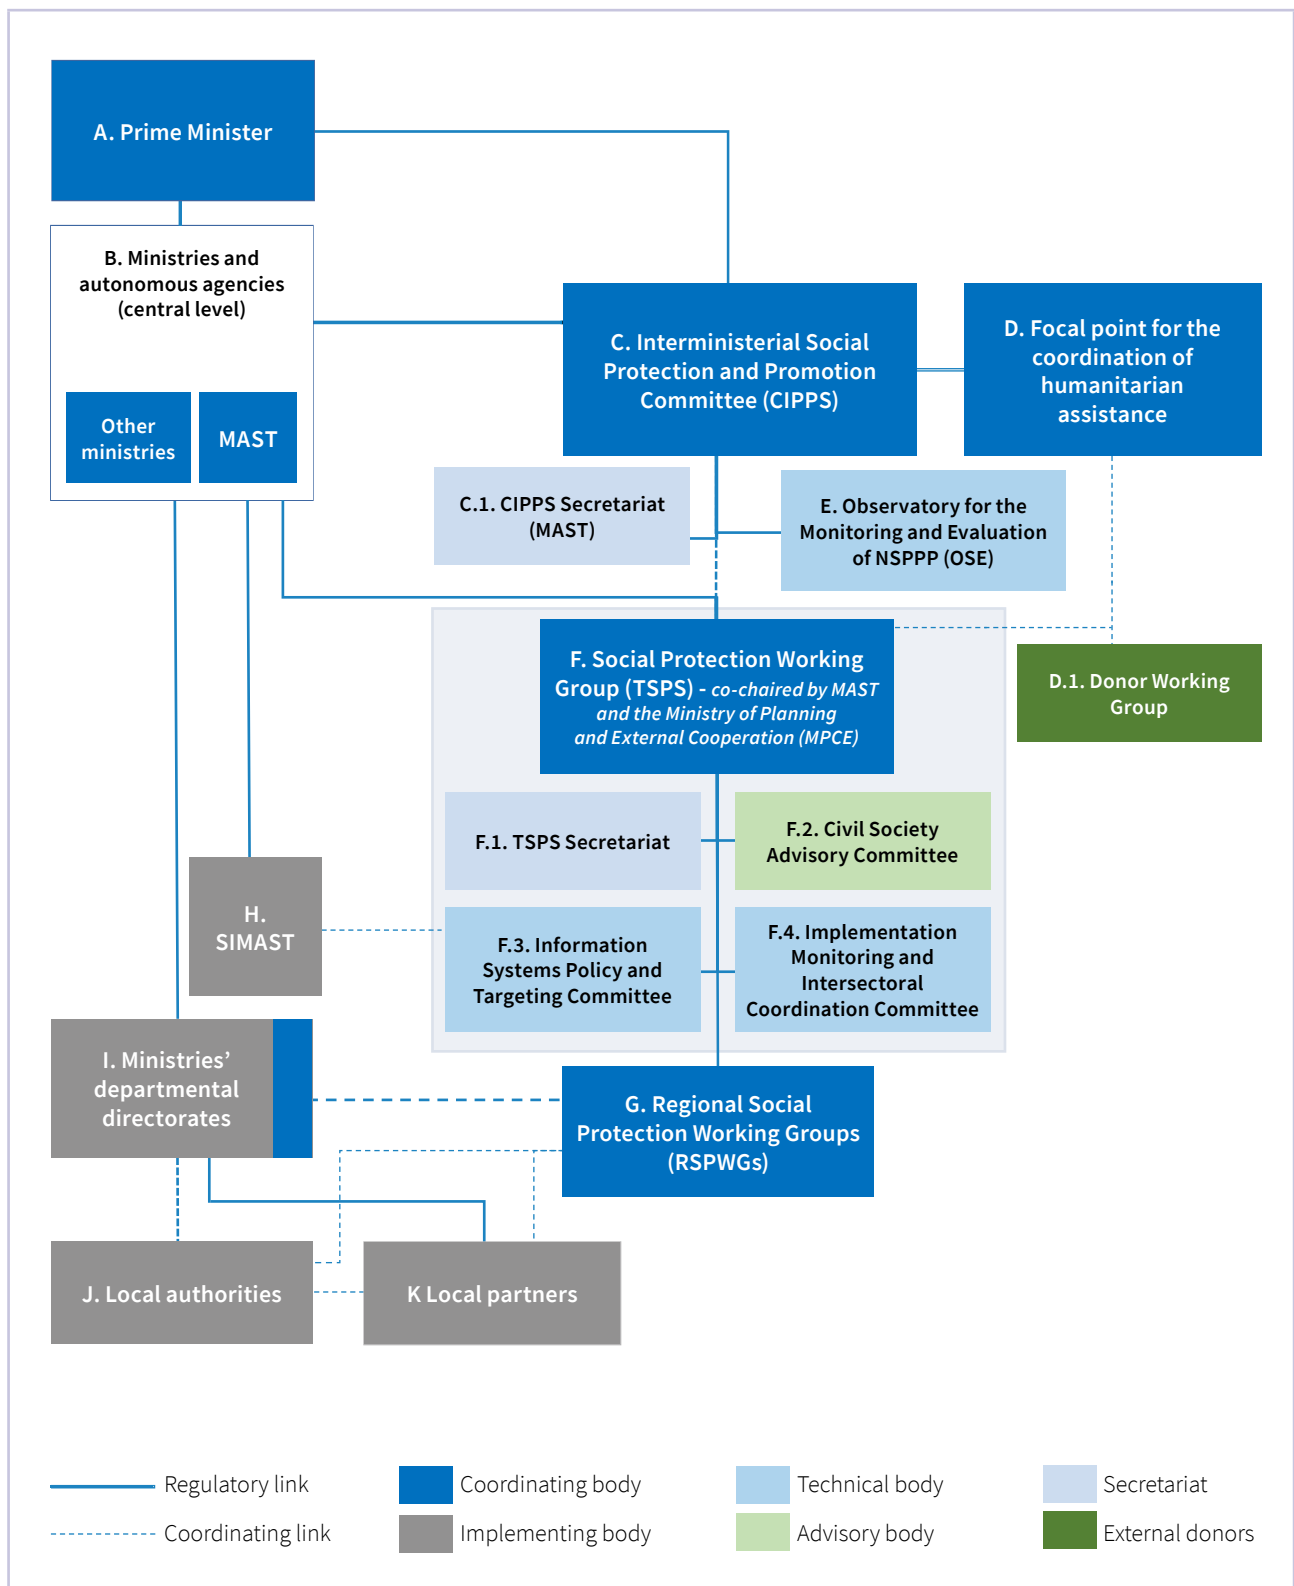 A. Prime Minister
B. Ministries and
autonomous agencies
(central level)
Other
ministries
MAST
C. Interministerial Social
Protection and Promotion
Committee (CIPPS)
D. Focal point for the
coordination of
humanitarian
assistance
C.1. CIPPS Secretariat
(MAST)
E. Observatory for the
Monitoring and Evaluation
of NSPPP (OSE)
F. Social Protection Working
Group (TSPS) - co-chaired by MAST
and the Ministry of Planning
and External Cooperation (MPCE)
D.1. Donor Working
Group
F.1. TSPS Secretariat
F.2. Civil Society
Advisory Committee
H.
SIMAST
F.3. Information
Systems Policy and
Targeting Committee
F.4. Implementation
Monitoring and
Intersectoral
Coordination Committee
I. Ministries’
departmental
directorates
G. Regional Social
Protection Working Groups
(RSPWGs)
J. Local authorities
K Local partners
Regulatory link
Coordinating body
Technical body
Secretariat
Coordinating link
Implementing body
Advisory body
External donors